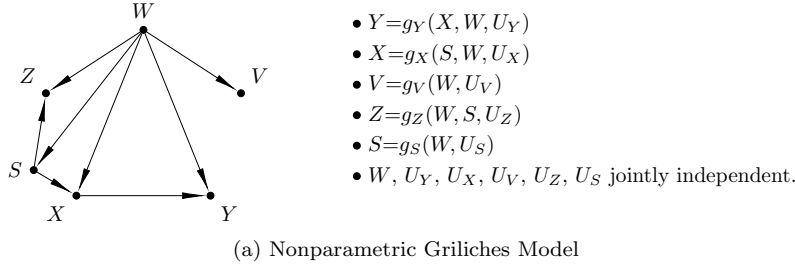 W
Z
V
S
X
Y
• Y=g_Y(X, W, U_Y)
• X=g_X(S, W, U_X)
• V=g_V(W, U_V)
• Z=g_Z(W, S, U_Z)
• S=g_S(W, U_S)
• W, U_Y, U_X, U_V, U_Z, U_S jointly independent.
(a) Nonparametric Griliches Model